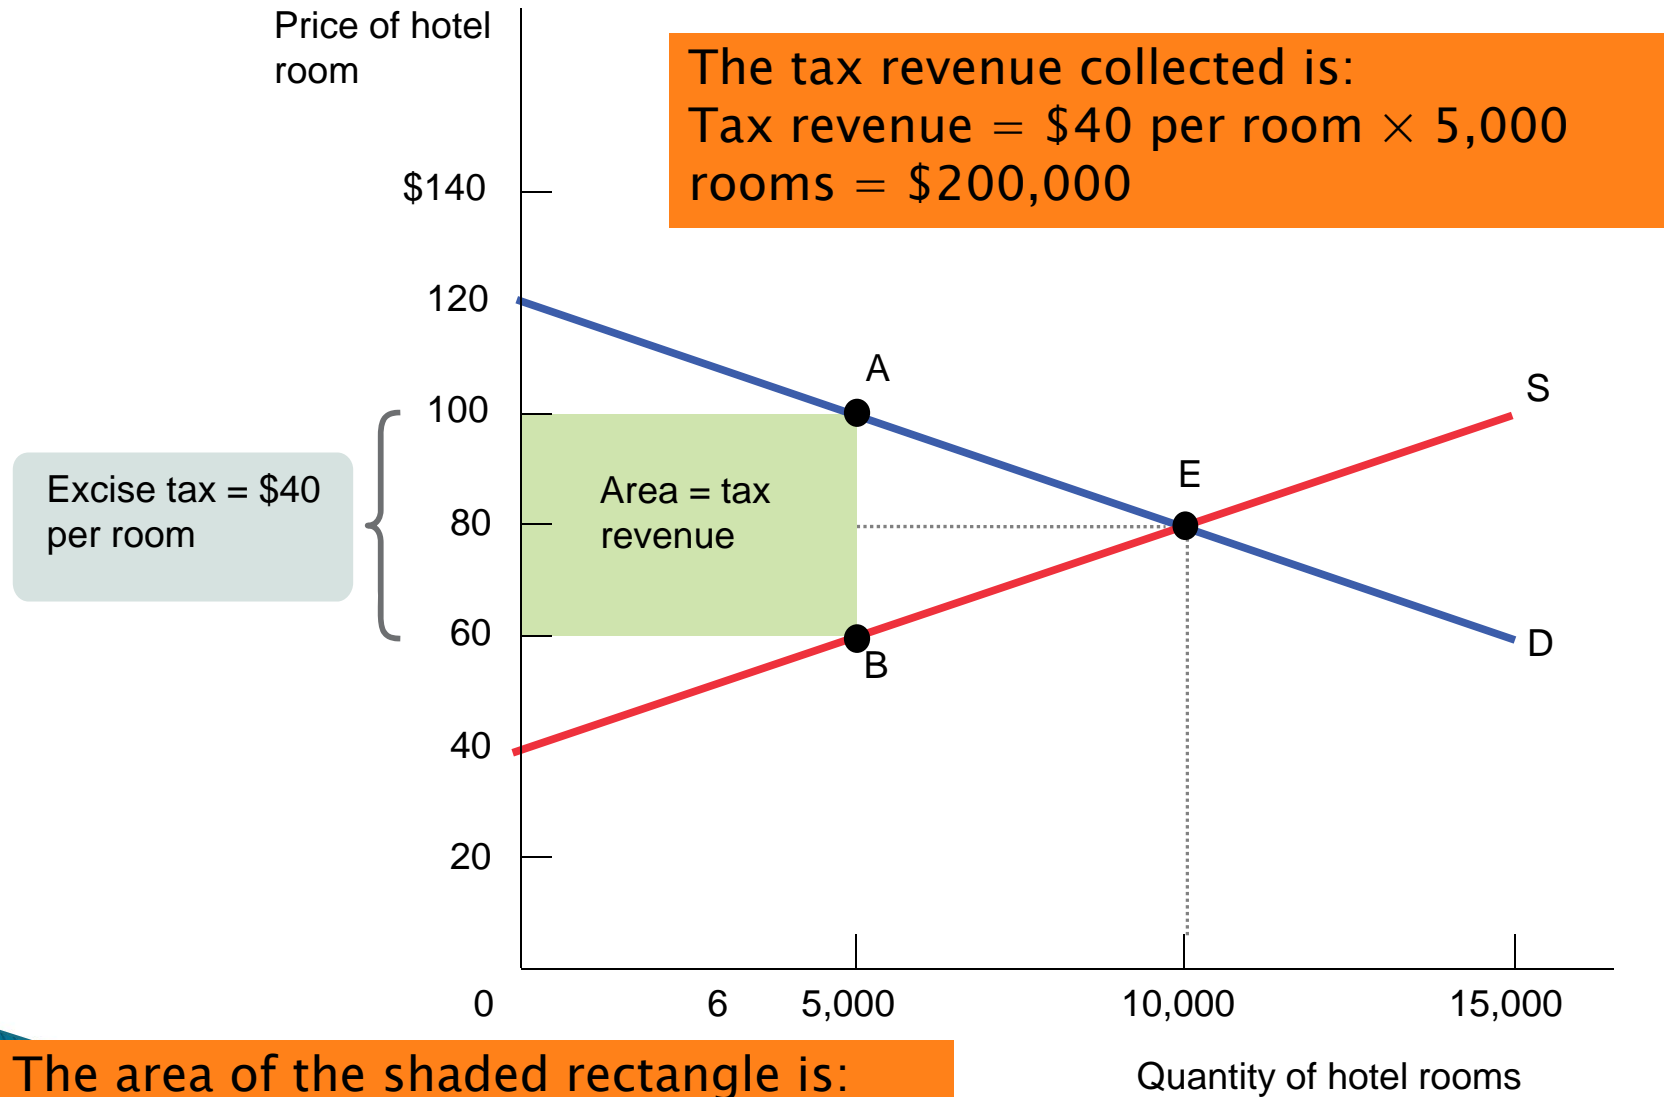 Price of hotel
room
The tax revenue collected is:
Tax revenue = $40 per room × 5,000
rooms = $200,000
$140
120
A
100
S
E
Excise tax = $40
per room
Area = tax
revenue
80
60
B
D
40
20
0 6 5,000 10,000 15,000
The area of the shaded rectangle is:
Quantity of hotel rooms